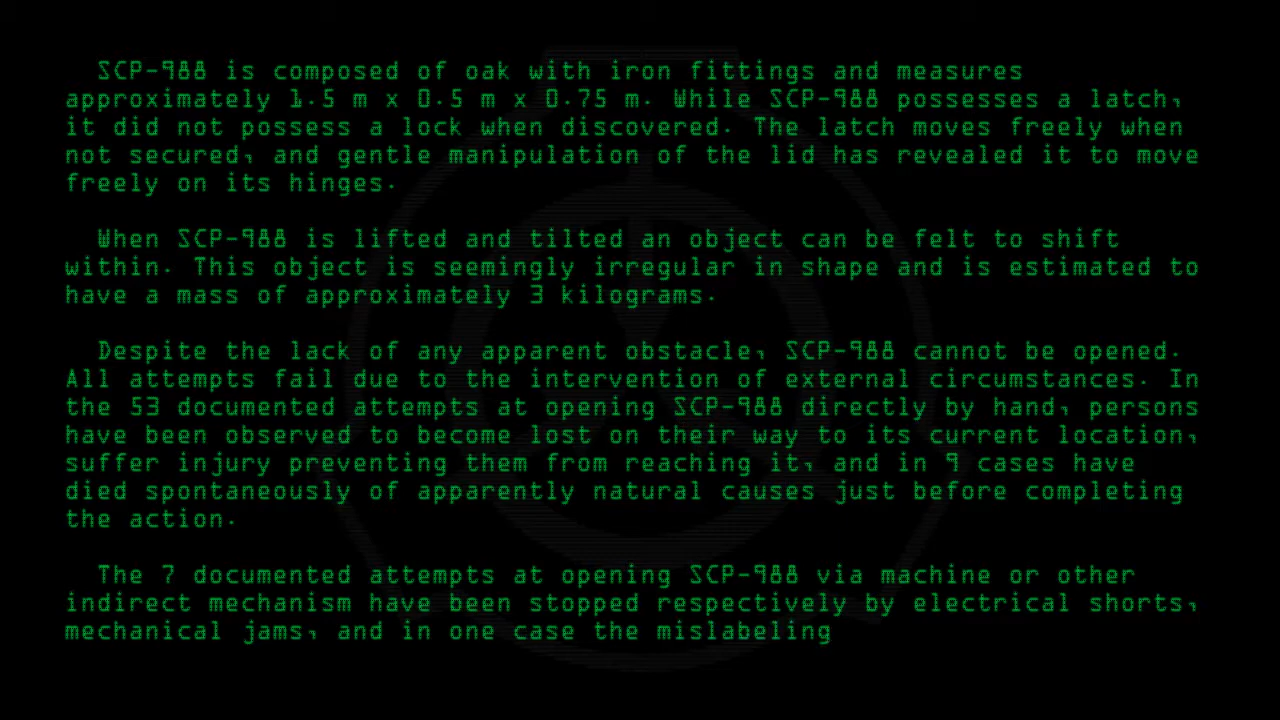 SCP-988 is composed of oak with iron fittings and measures
approximately 1.5 m x 0.5 m x 0.75 m. While SCP-988 possesses a latch,
it did not possess a lock when discovered. The latch moves freely when
not secured, and gentle manipulation of the lid has revealed it to move
freely on its hinges.
When SCP-988 is lifted and tilted an object can be felt to shift
within. This object is seemingly irregular in shape and is estimated to
have a mass of approximately 3 kilograms.
Despite the lack of any apparent obstacle, SCP-988 cannot be opened.
All attempts fail due to the intervention of external circumstances. In
the 53 documented attempts at opening SCP-988 directly by hand, persons
have been observed to become lost on their way to its current location,
suffer injury preventing them from reaching it, and in 9 cases have
died spontaneously of apparently natural causes just before completing
the action.
The 7 documented attempts at opening SCP-988 via machine or other
indirect mechanism have been stopped respectively by electrical shorts,
mechanical jams, and in one case the mislabeling